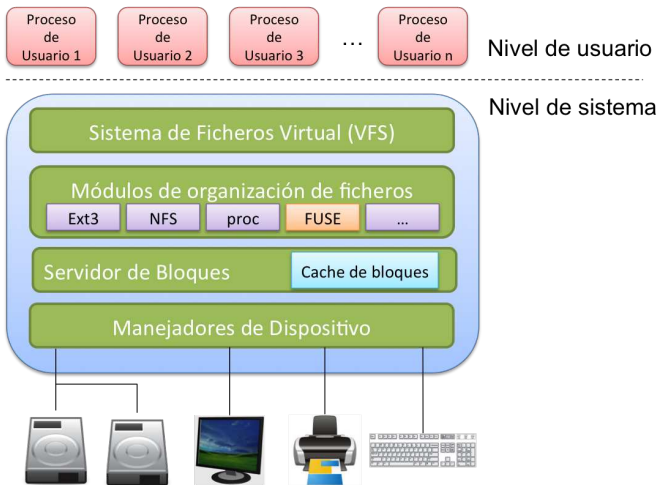 Proceso
de
Usuario 1
Proceso
de
Usuario 2
Proceso
de
Usuario 3
...
Proceso
de
Usuario n
Nivel de usuario
Nivel de sistema
Sistema de Ficheros Virtual (VFS)
Módulos de organización de ficheros
Ext3
NFS
proc
FUSE
...
Servidor de Bloques
Cache de bloques
Manejadores de Dispositivo